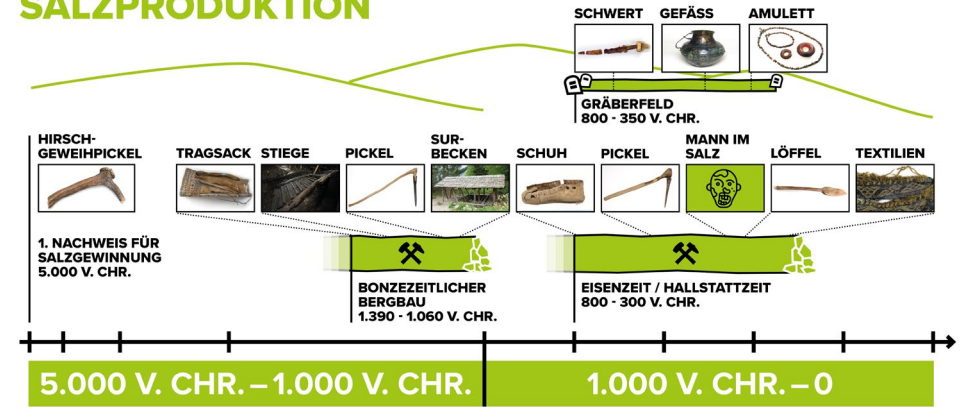 SALZPRODUKTION
SCHWERT
GEFÄSS
AMULETT
GRÄBERFELD
800 - 350 V. CHR.
HIRSCH-
GEWEIHPICKEL
TRAGSACK
STIEGE
PICKEL
SUR-
BECKEN
SCHUH
PICKEL
MANN IM
SALZ
LÖFFEL
TEXTILIEN
1. NACHWEIS FÜR
SALZGEWINNUNG
5.000 V. CHR.
BONZEZEITLICHER
BERGBAU
1.390 - 1.060 V. CHR.
EISENZEIT / HALLSTATTZEIT
800 - 300 V. CHR.
5.000 V. CHR. – 1.000 V. CHR.
1.000 V. CHR. – 0